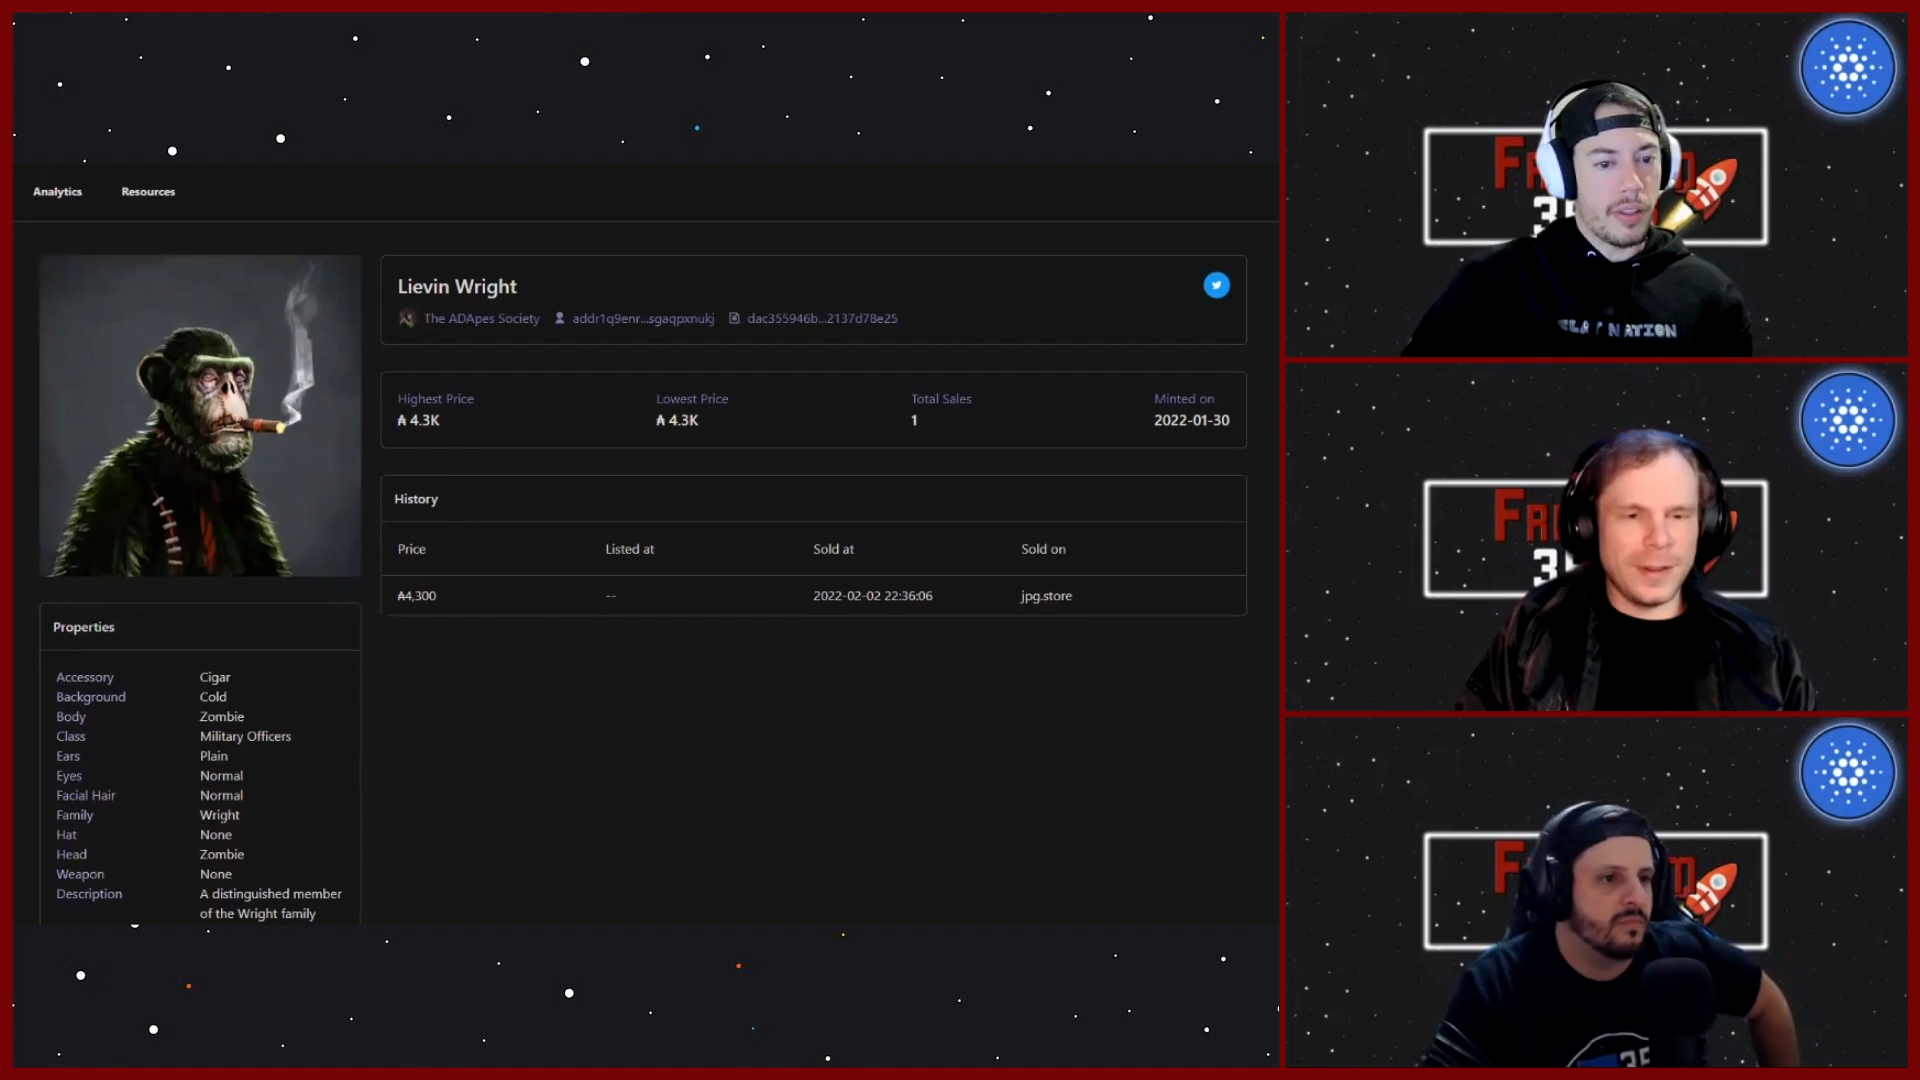 Analytics Resources
Lievin Wright
The ADApes Society addr1q9enr...sgaqpxnukj dac355946b...2137d78e25
Highest Price Lowest Price Total Sales Minted on
₳ 4.3K ₳ 4.3K 1 2022-01-30
History
Price Listed at Sold at Sold on
₳4,300 -- 2022-02-02 22:36:06 jpg.store
Properties
Accessory Cigar
Background Cold
Body Zombie
Class Military Officers
Ears Plain
Eyes Normal
Facial Hair Normal
Family Wright
Hat None
Head Zombie
Weapon None
Description A distinguished member
of the Wright family
NATION